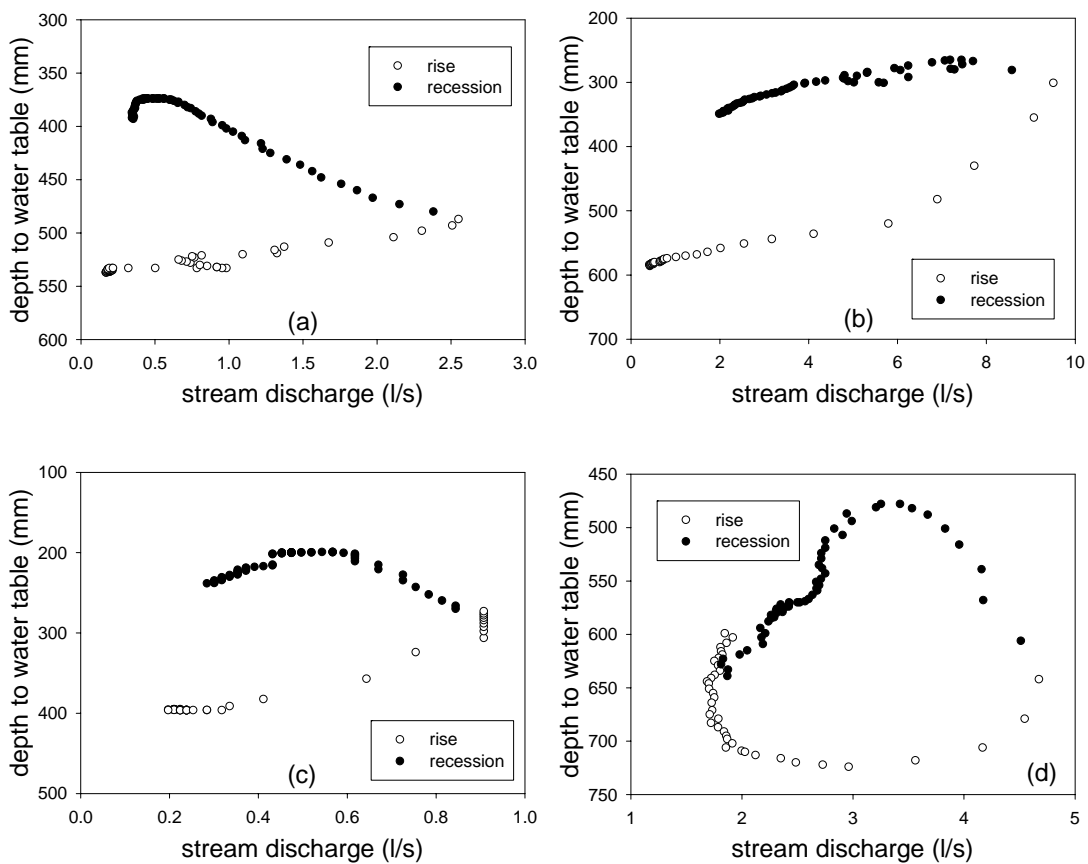 300
350
400
450
500
550
600
depth to water table (mm)
rise
recession
(a)
0.0 0.5 1.0 1.5 2.0 2.5 3.0
stream discharge (l/s)
200
300
400
500
600
700
depth to water table (mm)
rise
recession
(b)
0 2 4 6 8 10
stream discharge (l/s)
100
200
300
400
500
depth to water table (mm)
rise
recession
(c)
0.0 0.2 0.4 0.6 0.8 1.0
stream discharge (l/s)
450
500
550
600
650
700
750
depth to water table (mm)
rise
recession
(d)
1 2 3 4 5
stream discharge (l/s)